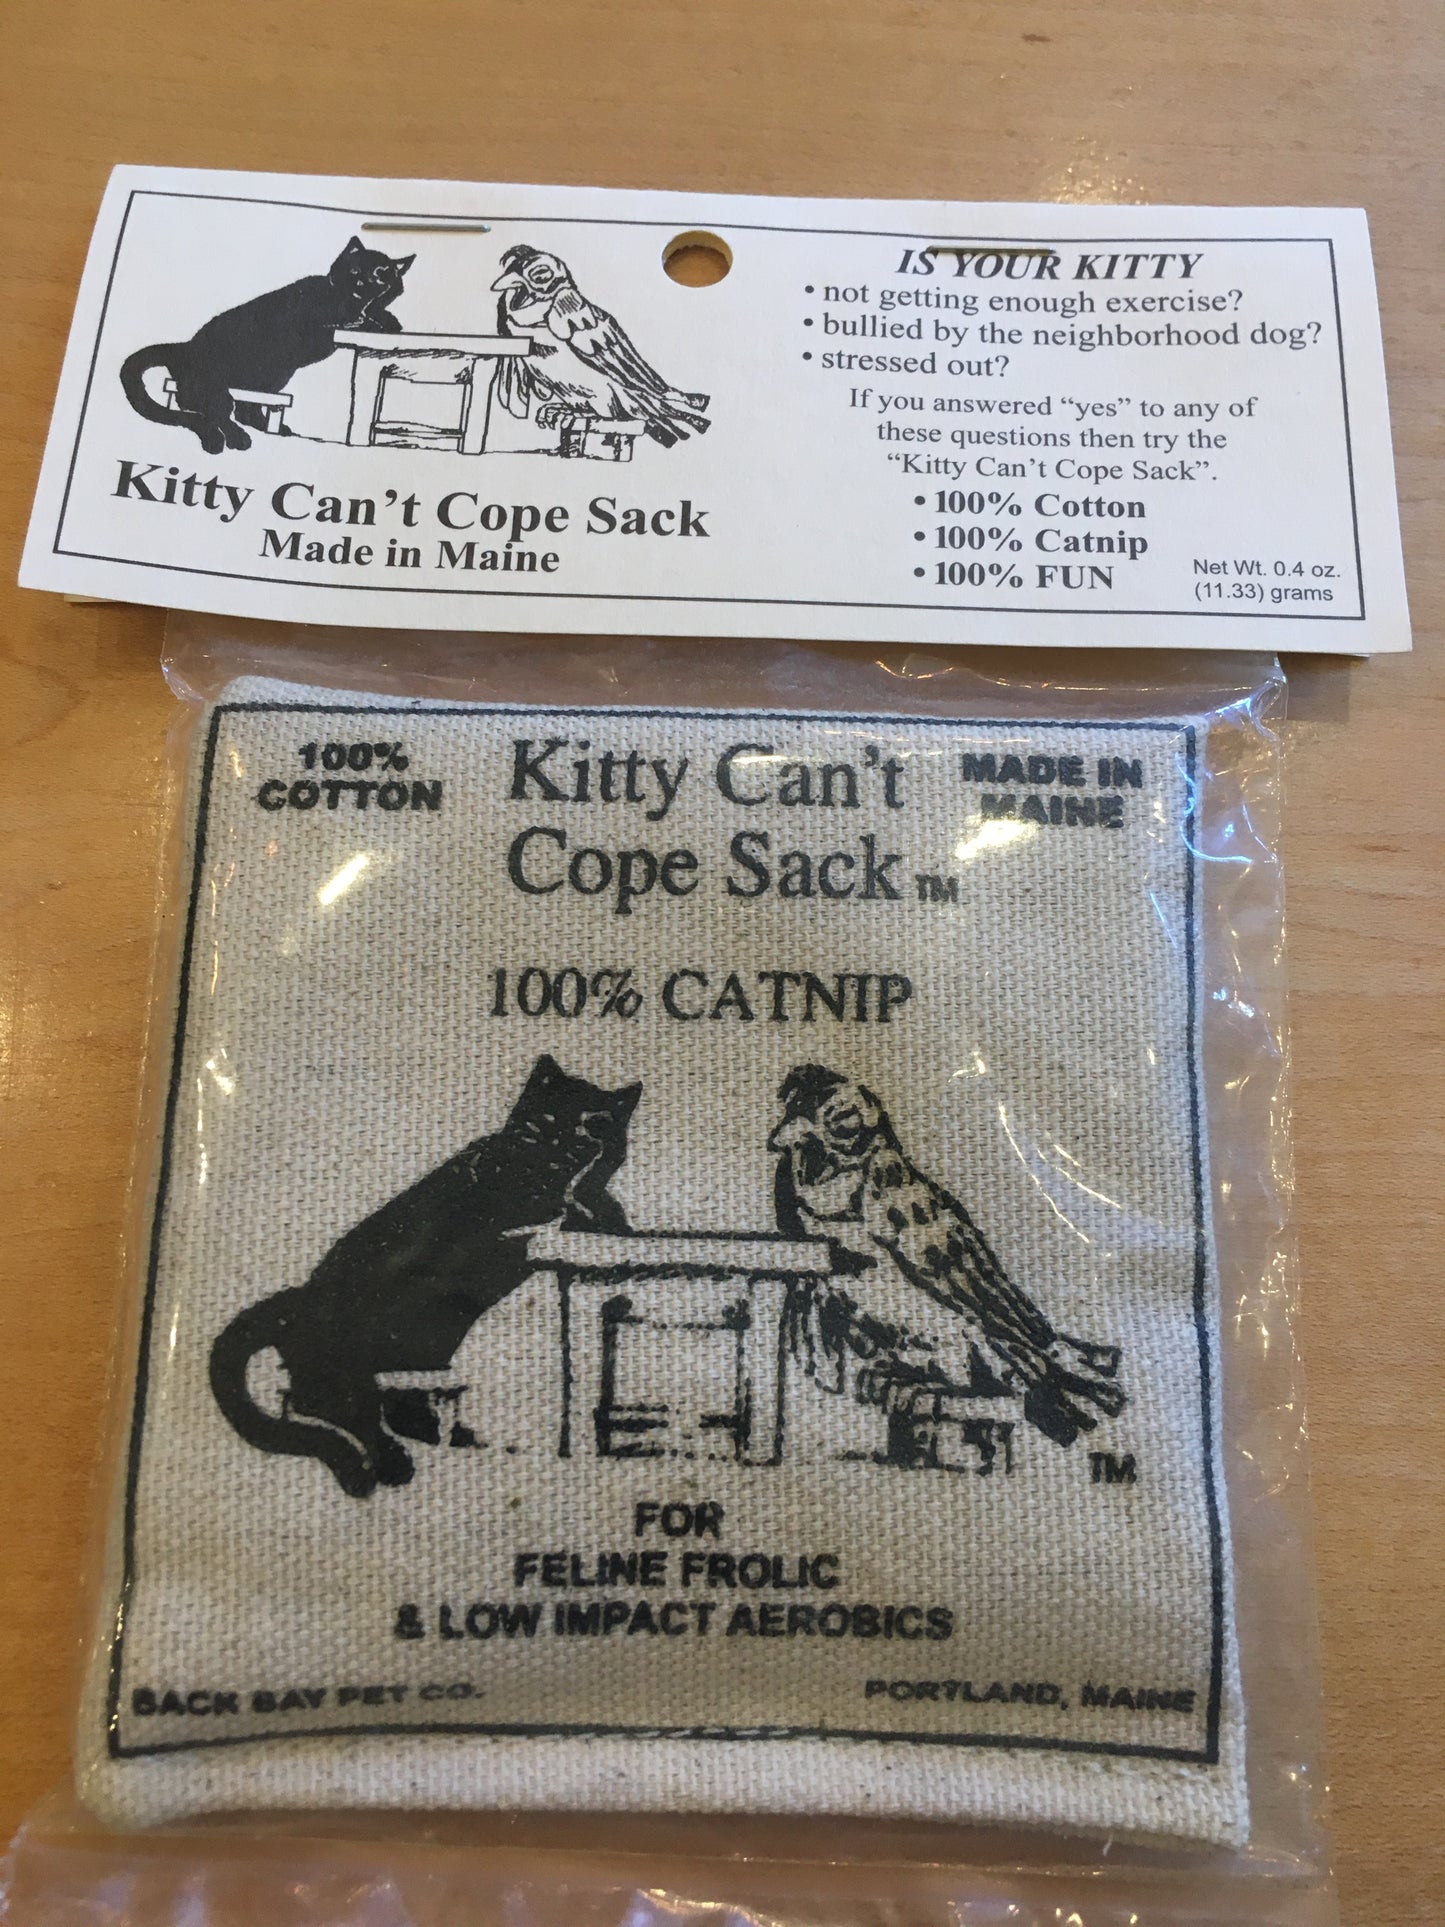 Kitty Can't Cope Sack
Made in Maine
IS YOUR KITTY
• not getting enough exercise?
• bullied by the neighborhood dog?
• stressed out?
If you answered “yes” to any of
these questions then try the
“Kitty Can't Cope Sack”.
• 100% Cotton
• 100% Catnip
• 100% FUN
Net Wt. 0.4 oz.
(11.33) grams
100%
COTTON
Kitty Can't
Cope Sack TM
MADE IN
MAINE
100% CATNIP
TM
FOR
FELINE FROLIC
& LOW IMPACT AEROBICS
BACK BAY PET CO.
PORTLAND, MAINE